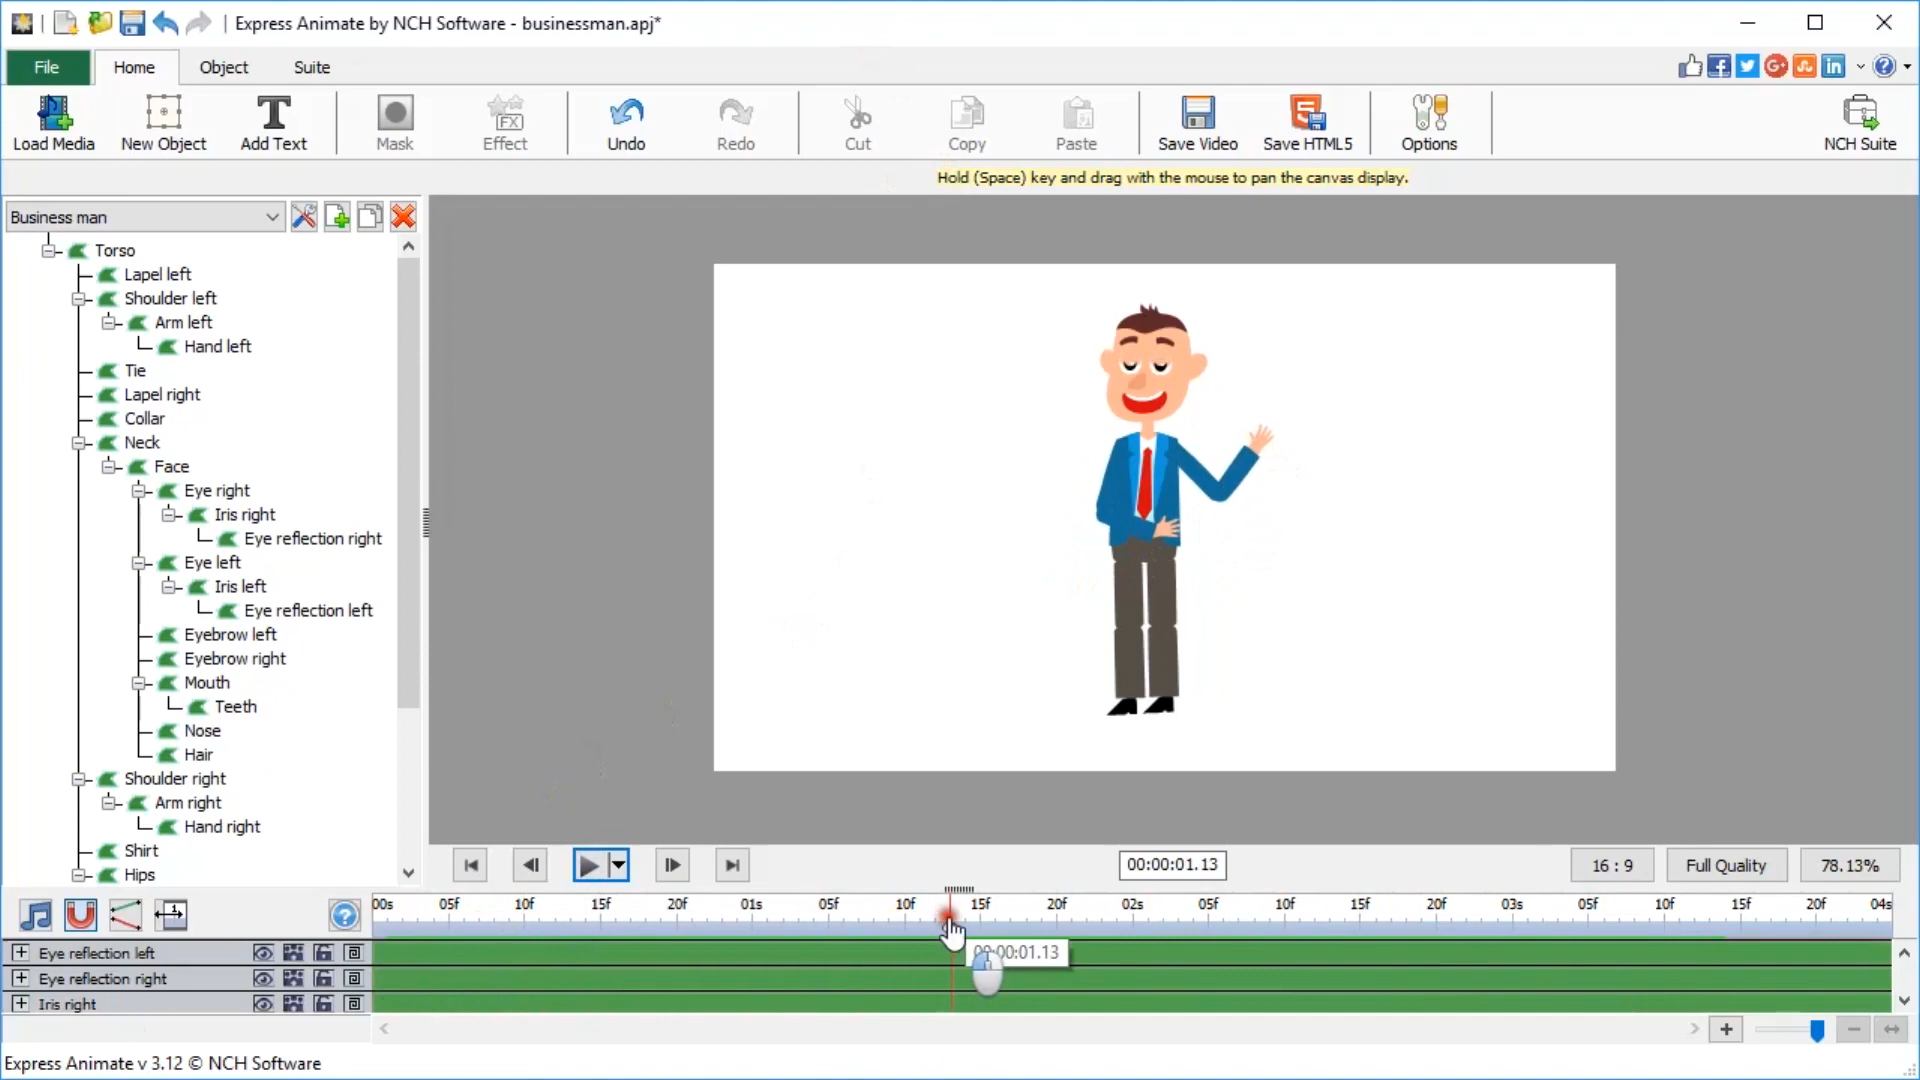 Express Animate by NCH Software - businessman.apj*
File Home Object Suite
Load Media New Object Add Text Mask Effect Undo Redo Cut Copy Paste Save Video Save HTML5 Options NCH Suite
Hold (Space) key and drag with the mouse to pan the canvas display.
Business man
Torso
Lapel left
Shoulder left
Arm left
Hand left
Tie
Lapel right
Collar
Neck
Face
Eye right
Iris right
Eye reflection right
Eye left
Iris left
Eye reflection left
Eyebrow left
Eyebrow right
Mouth
Teeth
Nose
Hair
Shoulder right
Arm right
Hand right
Shirt
Hips
00:00:01.13 16 : 9 Full Quality 78.13%
00s 05f 10f 15f 20f 01s 05f 10f 15f 20f 02s 05f 10f 15f 20f 03s 05f 10f 15f 20f 04s
Eye reflection left
00:00:01.13
Eye reflection right
Iris right
Express Animate v 3.12 © NCH Software